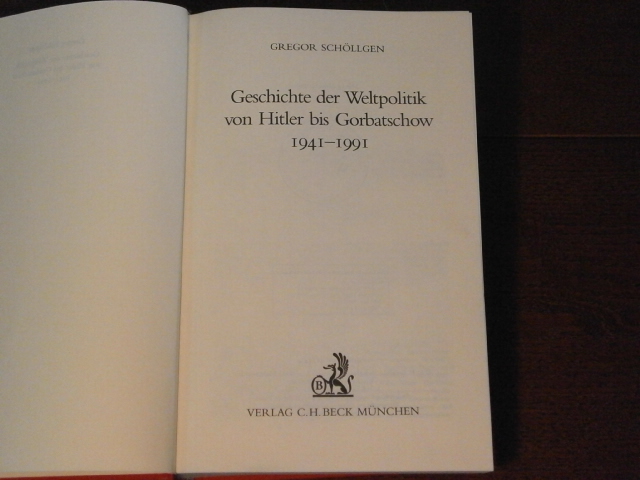 GREGOR SCHÖLLGEN
Geschichte der Weltpolitik
von Hitler bis Gorbatschow
1941–1991
B
VERLAG C. H. BECK MÜNCHEN